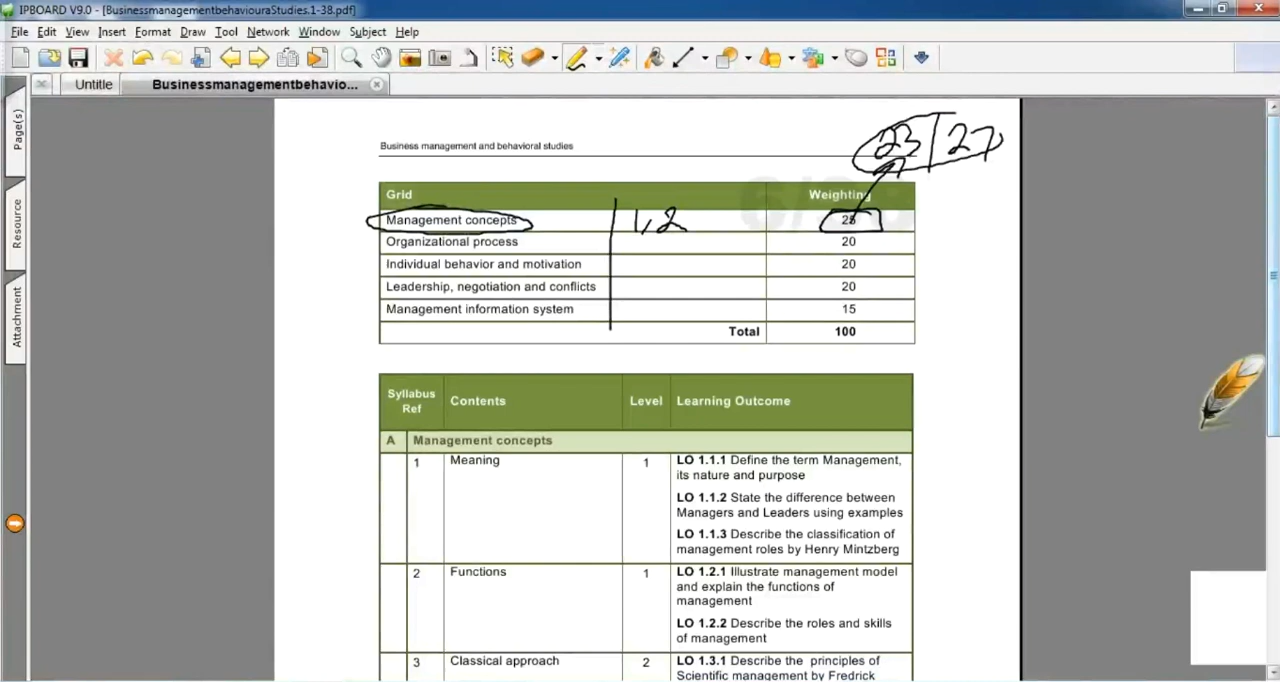 IPBOARD V9.0 - [BusinessmanagementbehaviouraStudies.1-38.pdf]
File Edit View Insert Format Draw Tool Network Window Subject Help
Untitle Businessmanagementbehavio...
Page(s)
Resource
Attachment
23 | 27
Business management and behavioral studies
Grid Weighting
Management concepts 1,2 25
Organizational process 20
Individual behavior and motivation 20
Leadership, negotiation and conflicts 20
Management information system 15
Total 100
Syllabus Ref Contents Level Learning Outcome
A Management concepts
1 Meaning 1 LO 1.1.1 Define the term Management,
its nature and purpose
LO 1.1.2 State the difference between
Managers and Leaders using examples
LO 1.1.3 Describe the classification of
management roles by Henry Mintzberg
2 Functions 1 LO 1.2.1 Illustrate management model
and explain the functions of
management
LO 1.2.2 Describe the roles and skills
of management
3 Classical approach 2 LO 1.3.1 Describe the principles of
Scientific management by Fredrick